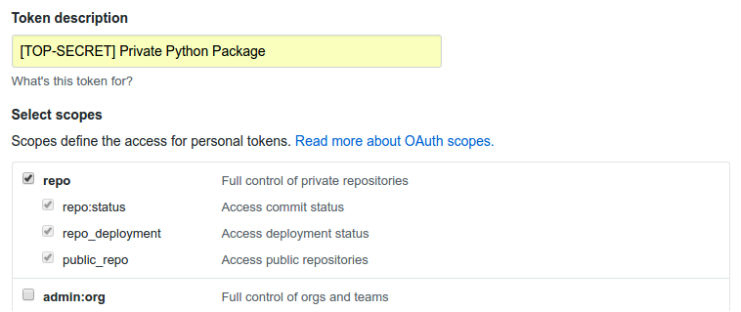 Token description
[TOP-SECRET] Private Python Package
What's this token for?
Select scopes
Scopes define the access for personal tokens. Read more about OAuth scopes.
repo Full control of private repositories
repo:status Access commit status
repo_deployment Access deployment status
public_repo Access public repositories
admin:org Full control of orgs and teams